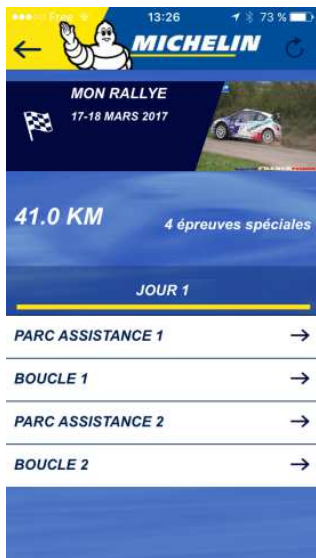 Free 13:26 73 %
MICHELIN
MON RALLYE
17-18 MARS 2017
41.0 KM
4 épreuves spéciales
JOUR 1
PARC ASSISTANCE 1
BOUCLE 1
PARC ASSISTANCE 2
BOUCLE 2